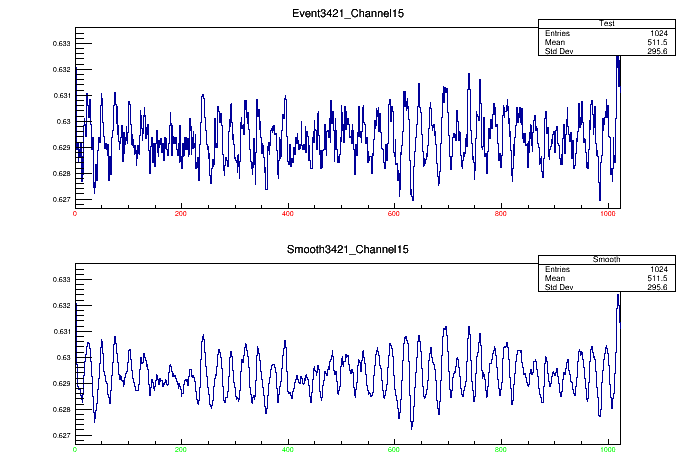 Event3421_Channel15
Test
Entries 1024
Mean 511.5
Std Dev 295.6
0.633
0.632
0.631
0.63
0.629
0.628
0.627
0 200 400 600 800 1000
Smooth3421_Channel15
Smooth
Entries 1024
Mean 511.5
Std Dev 295.6
0.633
0.632
0.631
0.63
0.629
0.628
0.627
0 200 400 600 800 1000